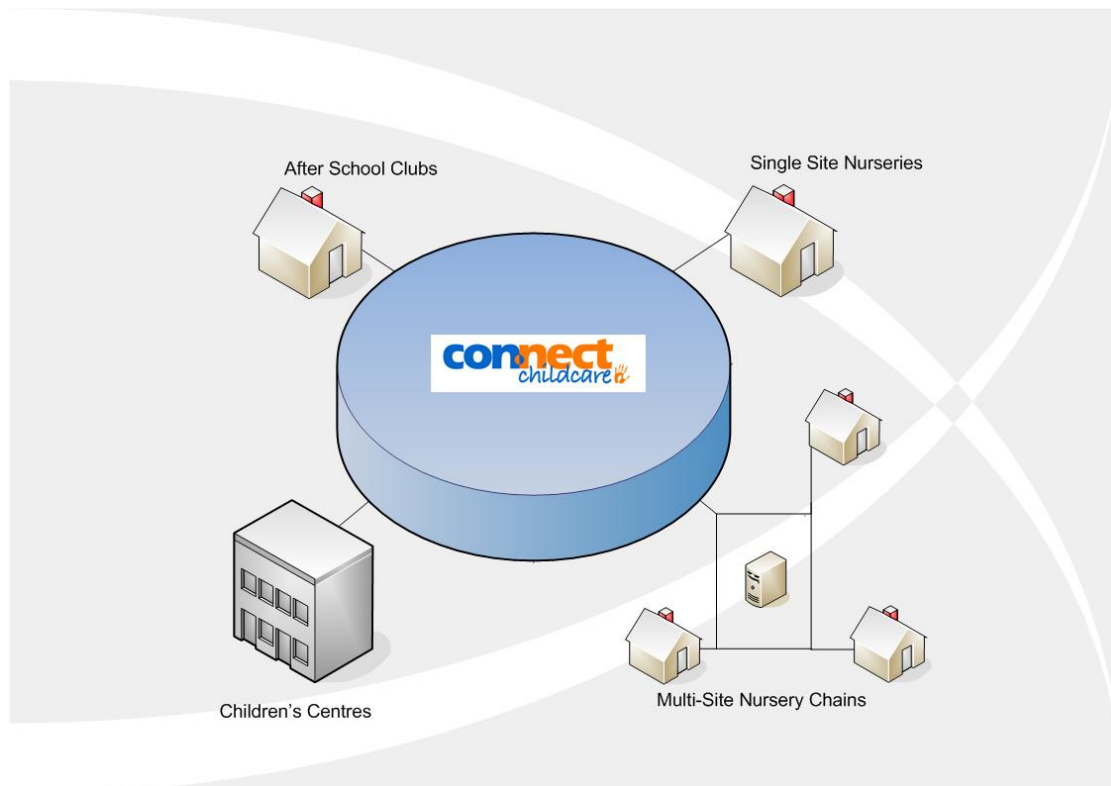 After School Clubs
Single Site Nurseries
connect
childcare
Children's Centres
Multi-Site Nursery Chains